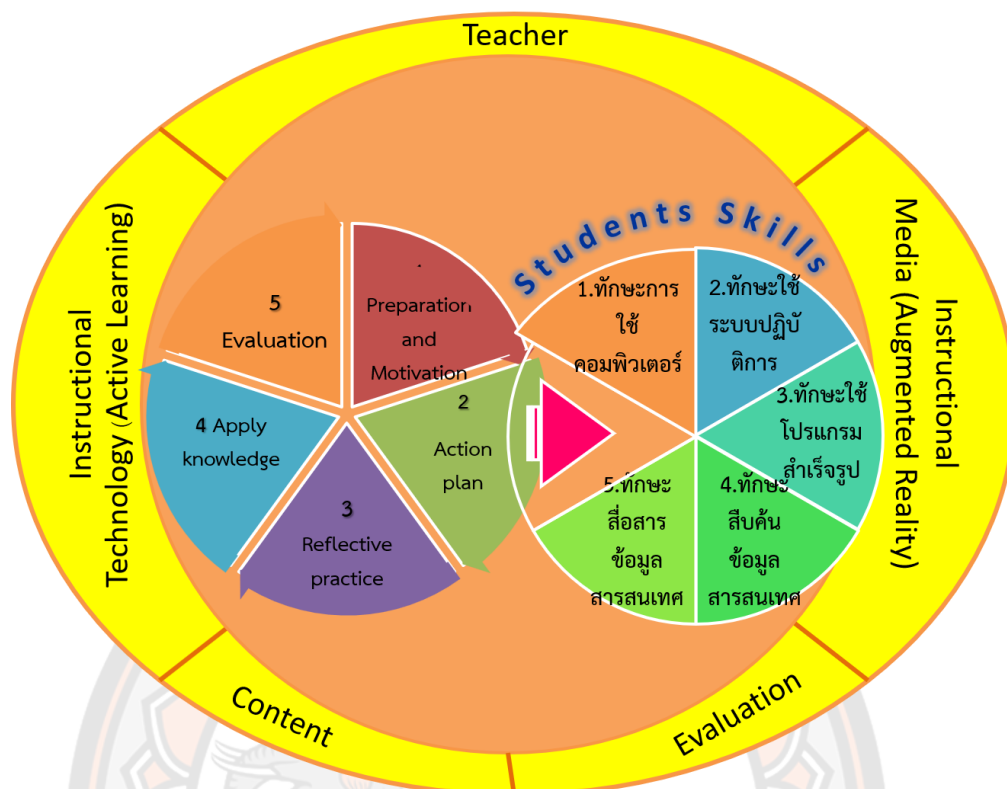 Teacher
Instructional
Technology (Active Learning)
Instructional
Media (Augmented Reality)
Content
Evaluation
Students Skills
Preparation
and
Motivation
2
Action
plan
3
Reflective
practice
4 Apply
knowledge
5
Evaluation
1.ทักษะการ
ใช้
คอมพิวเตอร์
2.ทักษะใช้
ระบบปฏิบั
ติการ
3.ทักษะใช้
โปรแกรม
สำเร็จรูป
4.ทักษะ
สืบค้น
ข้อมูล
สารสนเทศ
5.ทักษะ
สื่อสาร
ข้อมูล
สารสนเทศ